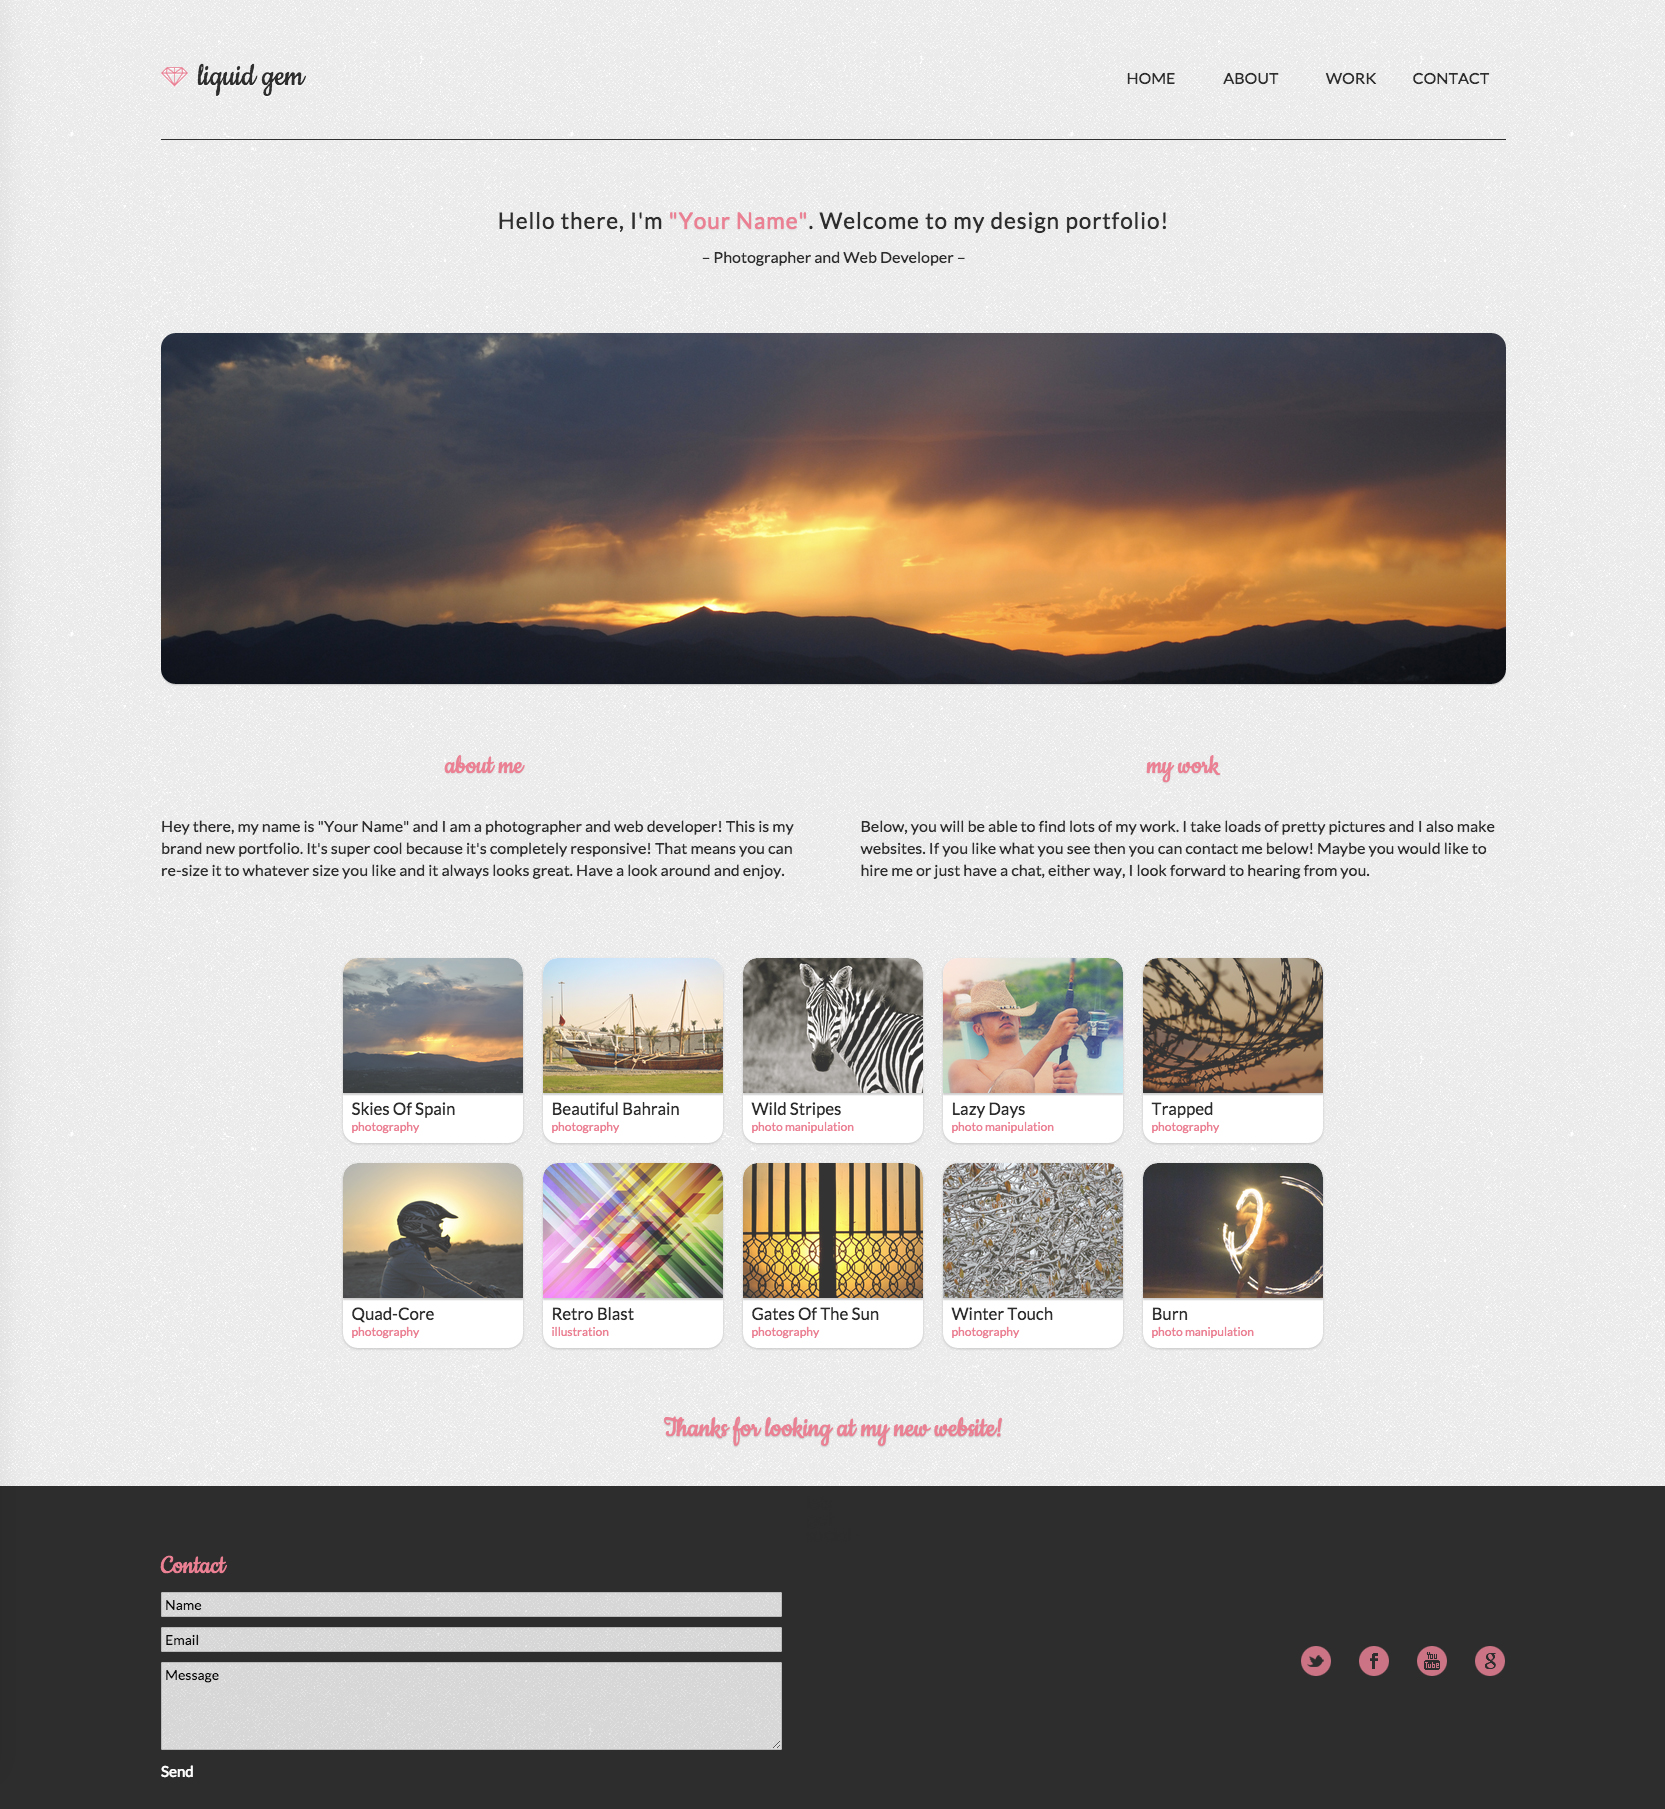 liquid gem
HOME ABOUT WORK CONTACT
Hello there, I'm "Your Name". Welcome to my design portfolio!
– Photographer and Web Developer –
about me
Hey there, my name is "Your Name" and I am a photographer and web developer! This is my
brand new portfolio. It's super cool because it's completely responsive! That means you can
re-size it to whatever size you like and it always looks great. Have a look around and enjoy.
my work
Below, you will be able to find lots of my work. I take loads of pretty pictures and I also make
websites. If you like what you see then you can contact me below! Maybe you would like to
hire me or just have a chat, either way, I look forward to hearing from you.
Skies Of Spain
photography
Beautiful Bahrain
photography
Wild Stripes
photo manipulation
Lazy Days
photo manipulation
Trapped
photography
Quad-Core
photography
Retro Blast
illustration
Gates Of The Sun
photography
Winter Touch
photography
Burn
photo manipulation
Thanks for looking at my new website!
Contact
Name
Email
Message
Send
f
You
Tube
g